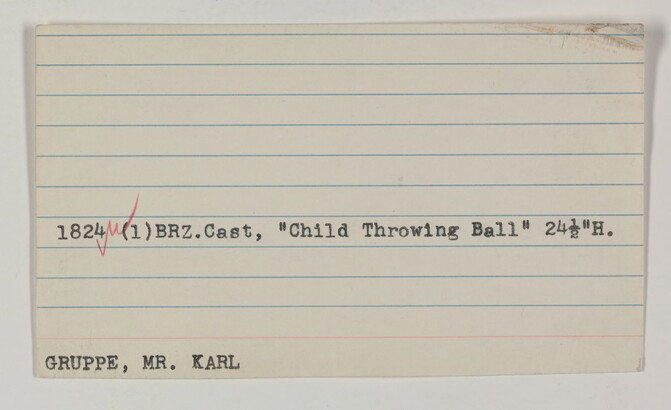 1824 (1)BRZ.Cast, "Child Throwing Ball" 24½"H.
GRUPPE, MR. KARL